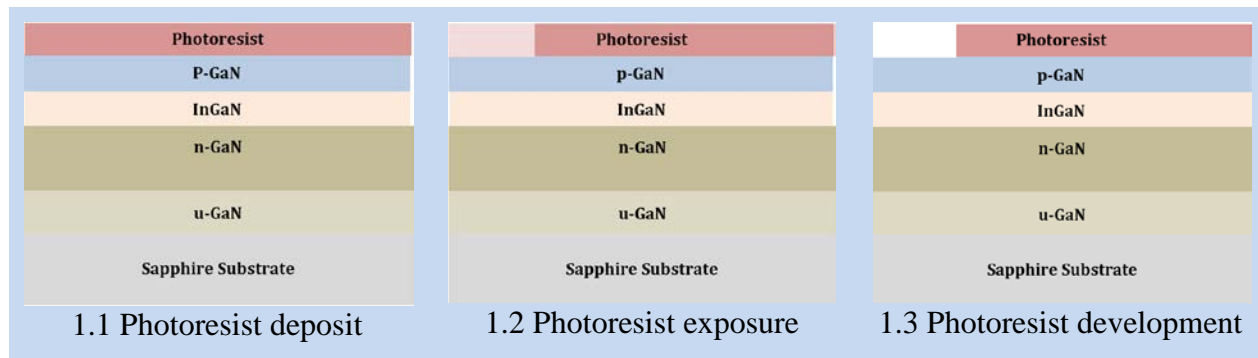 Photoresist
P-GaN
InGaN
n-GaN
u-GaN
Sapphire Substrate
1.1 Photoresist deposit
Photoresist
p-GaN
InGaN
n-GaN
u-GaN
Sapphire Substrate
1.2 Photoresist exposure
Photoresist
p-GaN
InGaN
n-GaN
u-GaN
Sapphire Substrate
1.3 Photoresist development